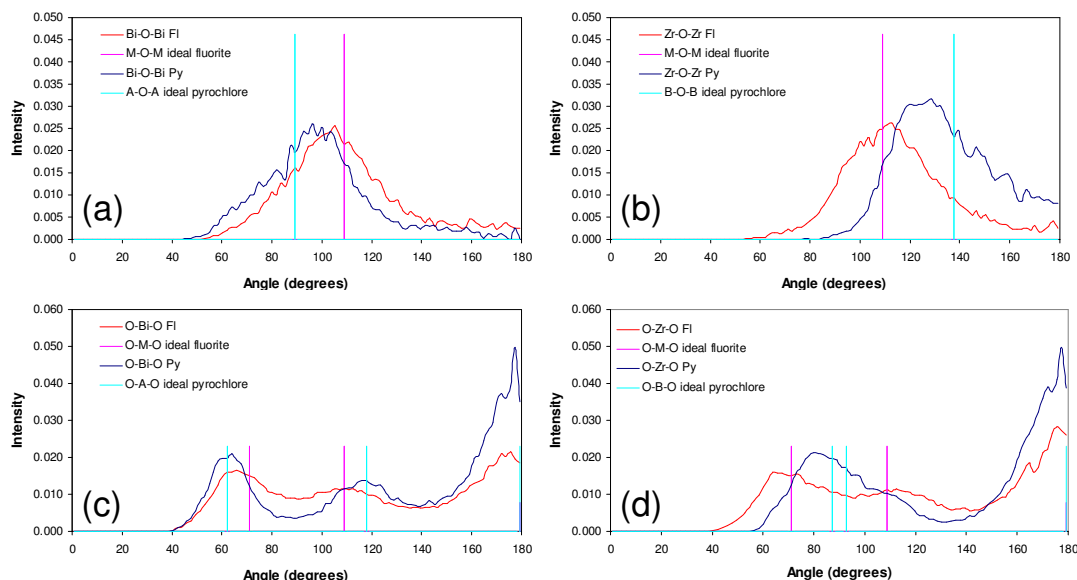 0.050
0.045
0.040
0.035
0.030
0.025
0.020
0.015
0.010
0.005
0.000
Intensity
Bi-O-Bi Fl
M-O-M ideal fluorite
Bi-O-Bi Py
A-O-A ideal pyrochlore
(a)
0 20 40 60 80 100 120 140 160 180
Angle (degrees)
0.050
0.045
0.040
0.035
0.030
0.025
0.020
0.015
0.010
0.005
0.000
Intensity
Zr-O-Zr Fl
M-O-M ideal fluorite
Zr-O-Zr Py
B-O-B ideal pyrochlore
(b)
0 20 40 60 80 100 120 140 160 180
Angle (degrees)
0.060
0.050
0.040
0.030
0.020
0.010
0.000
Intensity
O-Bi-O Fl
O-M-O ideal fluorite
O-Bi-O Py
O-A-O ideal pyrochlore
(c)
0 20 40 60 80 100 120 140 160 180
Angle (degrees)
0.060
0.050
0.040
0.030
0.020
0.010
0.000
Intensity
O-Zr-O Fl
O-M-O ideal fluorite
O-Zr-O Py
O-B-O ideal pyrochlore
(d)
0 20 40 60 80 100 120 140 160 180
Angle (degrees)